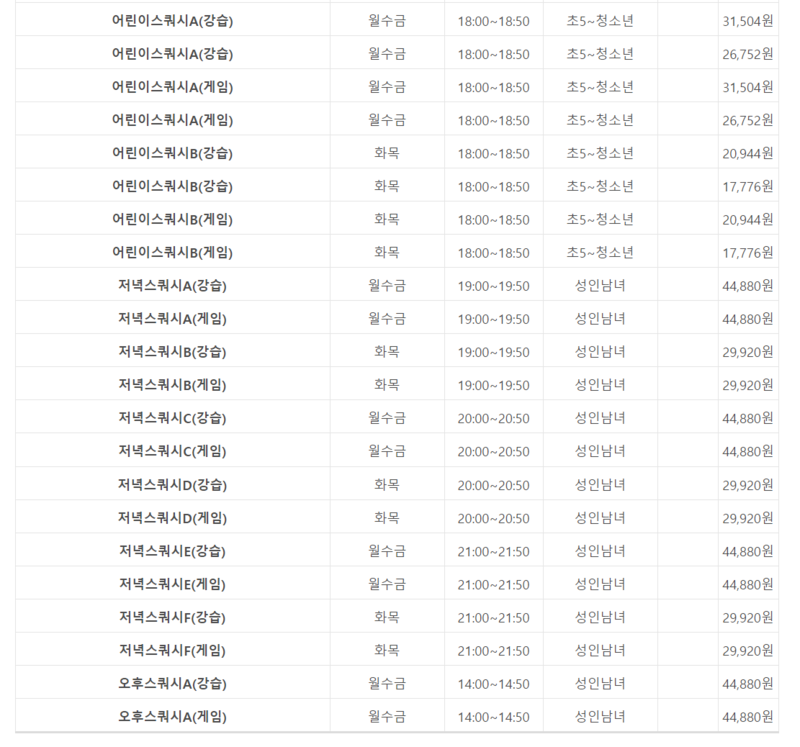 어린이스쿼시A(강습) 월수금 18:00~18:50 초5~청소년 31,504원
어린이스쿼시A(강습) 월수금 18:00~18:50 초5~청소년 26,752원
어린이스쿼시A(게임) 월수금 18:00~18:50 초5~청소년 31,504원
어린이스쿼시A(게임) 월수금 18:00~18:50 초5~청소년 26,752원
어린이스쿼시B(강습) 화목 18:00~18:50 초5~청소년 20,944원
어린이스쿼시B(강습) 화목 18:00~18:50 초5~청소년 17,776원
어린이스쿼시B(게임) 화목 18:00~18:50 초5~청소년 20,944원
어린이스쿼시B(게임) 화목 18:00~18:50 초5~청소년 17,776원
저녁스쿼시A(강습) 월수금 19:00~19:50 성인남녀 44,880원
저녁스쿼시A(게임) 월수금 19:00~19:50 성인남녀 44,880원
저녁스쿼시B(강습) 화목 19:00~19:50 성인남녀 29,920원
저녁스쿼시B(게임) 화목 19:00~19:50 성인남녀 29,920원
저녁스쿼시C(강습) 월수금 20:00~20:50 성인남녀 44,880원
저녁스쿼시C(게임) 월수금 20:00~20:50 성인남녀 44,880원
저녁스쿼시D(강습) 화목 20:00~20:50 성인남녀 29,920원
저녁스쿼시D(게임) 화목 20:00~20:50 성인남녀 29,920원
저녁스쿼시E(강습) 월수금 21:00~21:50 성인남녀 44,880원
저녁스쿼시E(게임) 월수금 21:00~21:50 성인남녀 44,880원
저녁스쿼시F(강습) 화목 21:00~21:50 성인남녀 29,920원
저녁스쿼시F(게임) 화목 21:00~21:50 성인남녀 29,920원
오후스쿼시A(강습) 월수금 14:00~14:50 성인남녀 44,880원
오후스쿼시A(게임) 월수금 14:00~14:50 성인남녀 44,880원